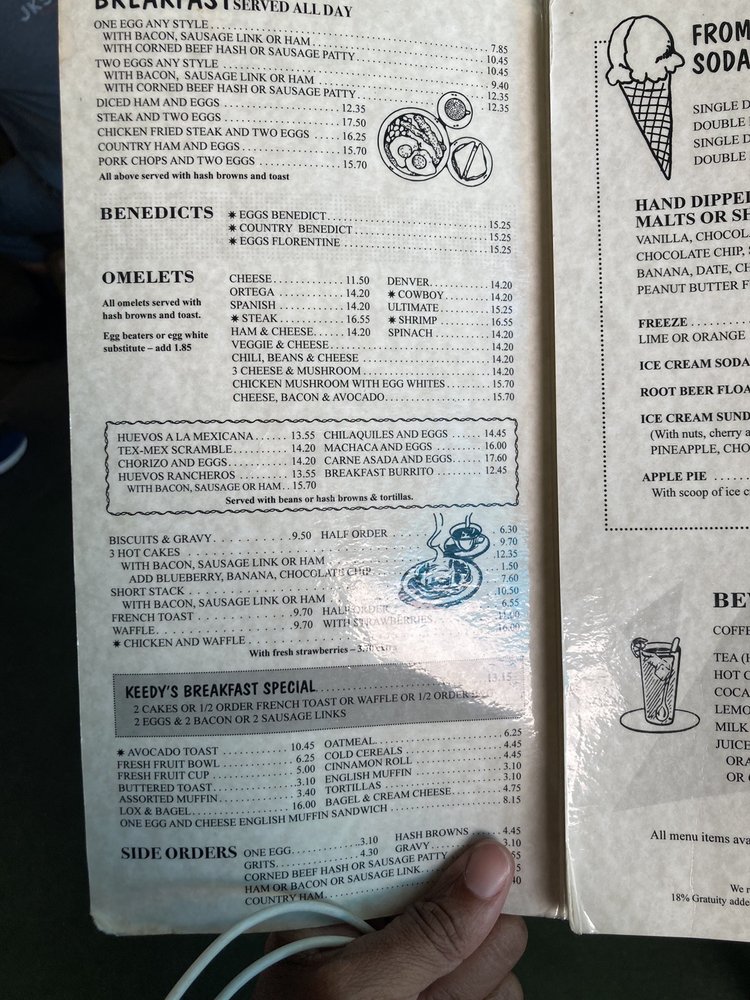 BREAKFAST SERVED ALL DAY
ONE EGG ANY STYLE 7.85
WITH BACON, SAUSAGE LINK OR HAM 10.45
WITH CORNED BEEF HASH OR SAUSAGE PATTY 10.45
TWO EGGS ANY STYLE 9.40
WITH BACON, SAUSAGE LINK OR HAM 12.35
WITH CORNED BEEF HASH OR SAUSAGE PATTY 12.35
DICED HAM AND EGGS 12.35
STEAK AND TWO EGGS 17.50
CHICKEN FRIED STEAK AND TWO EGGS 16.25
COUNTRY HAM AND EGGS 15.70
PORK CHOPS AND TWO EGGS 15.70
All above served with hash browns and toast
BENEDICTS
✷ EGGS BENEDICT 15.25
✷ COUNTRY BENEDICT 15.25
✷ EGGS FLORENTINE 15.25
OMELETS
All omelets served with
hash browns and toast.
Egg beaters or egg white
substitute – add 1.85
CHEESE 11.50
ORTEGA 14.20
SPANISH 14.20
✷ STEAK 16.55
HAM & CHEESE 14.20
DENVER 14.20
✷ COWBOY 14.20
ULTIMATE 15.25
✷ SHRIMP 16.55
SPINACH 14.20
VEGGIE & CHEESE 14.20
CHILI, BEANS & CHEESE 14.20
3 CHEESE & MUSHROOM 14.20
CHICKEN MUSHROOM WITH EGG WHITES 15.70
CHEESE, BACON & AVOCADO 15.70
HUEVOS A LA MEXICANA 13.55
TEX-MEX SCRAMBLE 14.20
CHORIZO AND EGGS 14.20
HUEVOS RANCHEROS 13.55
WITH BACON, SAUSAGE OR HAM 15.70
CHILAQUILES AND EGGS 14.45
MACHACA AND EGGS 16.00
CARNE ASADA AND EGGS 17.60
BREAKFAST BURRITO 12.45
Served with beans or hash browns & tortillas.
BISCUITS & GRAVY 9.50 HALF ORDER 6.30
3 HOT CAKES 9.70
WITH BACON, SAUSAGE LINK OR HAM 12.35
ADD BLUEBERRY, BANANA, CHOCOLATE CHIP 1.50
SHORT STACK 7.60
WITH BACON, SAUSAGE LINK OR HAM 10.50
FRENCH TOAST 9.70 HALF ORDER 6.55
WAFFLE 9.70 WITH STRAWBERRIES
✷ CHICKEN AND WAFFLE 16.00
With fresh strawberries – 3.70 extra
KEEDY'S BREAKFAST SPECIAL 13.15
2 CAKES OR 1/2 ORDER FRENCH TOAST OR WAFFLE OR 1/2 ORDER
2 EGGS & 2 BACON OR 2 SAUSAGE LINKS
✷ AVOCADO TOAST 10.45
FRESH FRUIT BOWL 6.25
FRESH FRUIT CUP 5.00
BUTTERED TOAST 3.10
ASSORTED MUFFIN 3.40
LOX & BAGEL 16.00
OATMEAL 6.25
COLD CEREALS 4.45
CINNAMON ROLL 4.45
ENGLISH MUFFIN 3.10
TORTILLAS 3.10
BAGEL & CREAM CHEESE 4.75
ONE EGG AND CHEESE ENGLISH MUFFIN SANDWICH 8.15
SIDE ORDERS
ONE EGG 3.10
GRITS 4.30
HASH BROWNS 4.45
GRAVY 3.10
CORNED BEEF HASH OR SAUSAGE PATTY
HAM OR BACON OR SAUSAGE LINK
COUNTRY HAM
FROM
SODA
SINGLE D
DOUBLE
SINGLE D
DOUBLE
HAND DIPPED
MALTS OR SH
VANILLA, CHOCOLA
CHOCOLATE CHIP,
BANANA, DATE, CH
PEANUT BUTTER F
FREEZE
LIME OR ORANGE
ICE CREAM SODA
ROOT BEER FLOA
ICE CREAM SUND
(With nuts, cherry a
PINEAPPLE, CHO
APPLE PIE
With scoop of ice c
BEV
COFFE
TEA (H
HOT C
COCA
LEMO
MILK
JUICE
ORA
OR
All menu items ava
We r
18% Gratuity adde